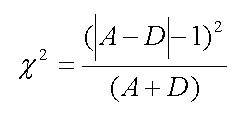 χ² = (|A − D| − 1)² / (A + D)